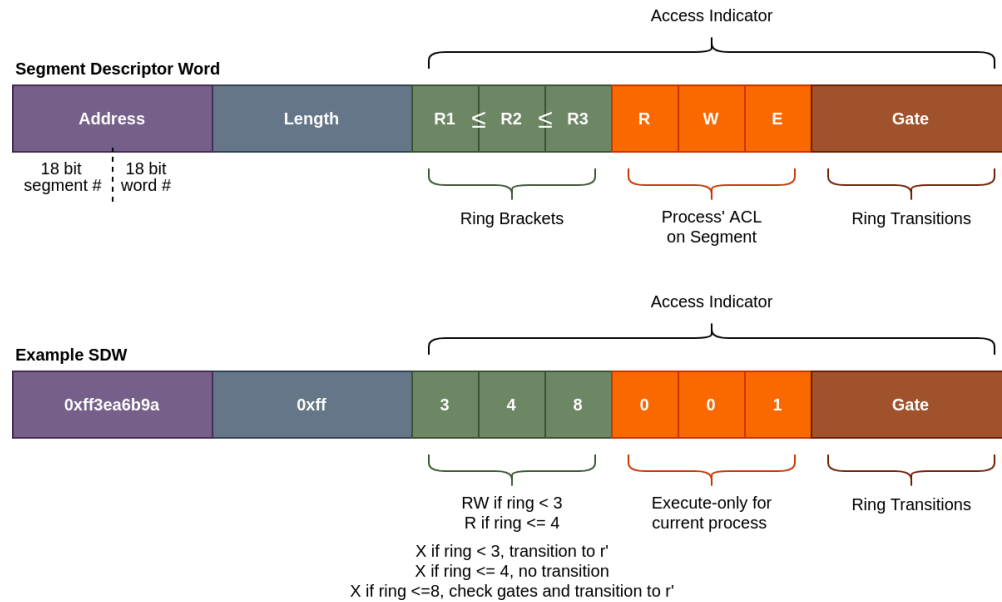 Access Indicator
Segment Descriptor Word
Address
Length
R1 ≤ R2 ≤ R3
R
W
E
Gate
18 bit
segment #
18 bit
word #
Ring Brackets
Process' ACL
on Segment
Ring Transitions
Access Indicator
Example SDW
0xff3ea6b9a
0xff
3
4
8
0
0
1
Gate
RW if ring < 3
R if ring <= 4
X if ring < 3, transition to r'
X if ring <= 4, no transition
X if ring <=8, check gates and transition to r'
Execute-only for
current process
Ring Transitions